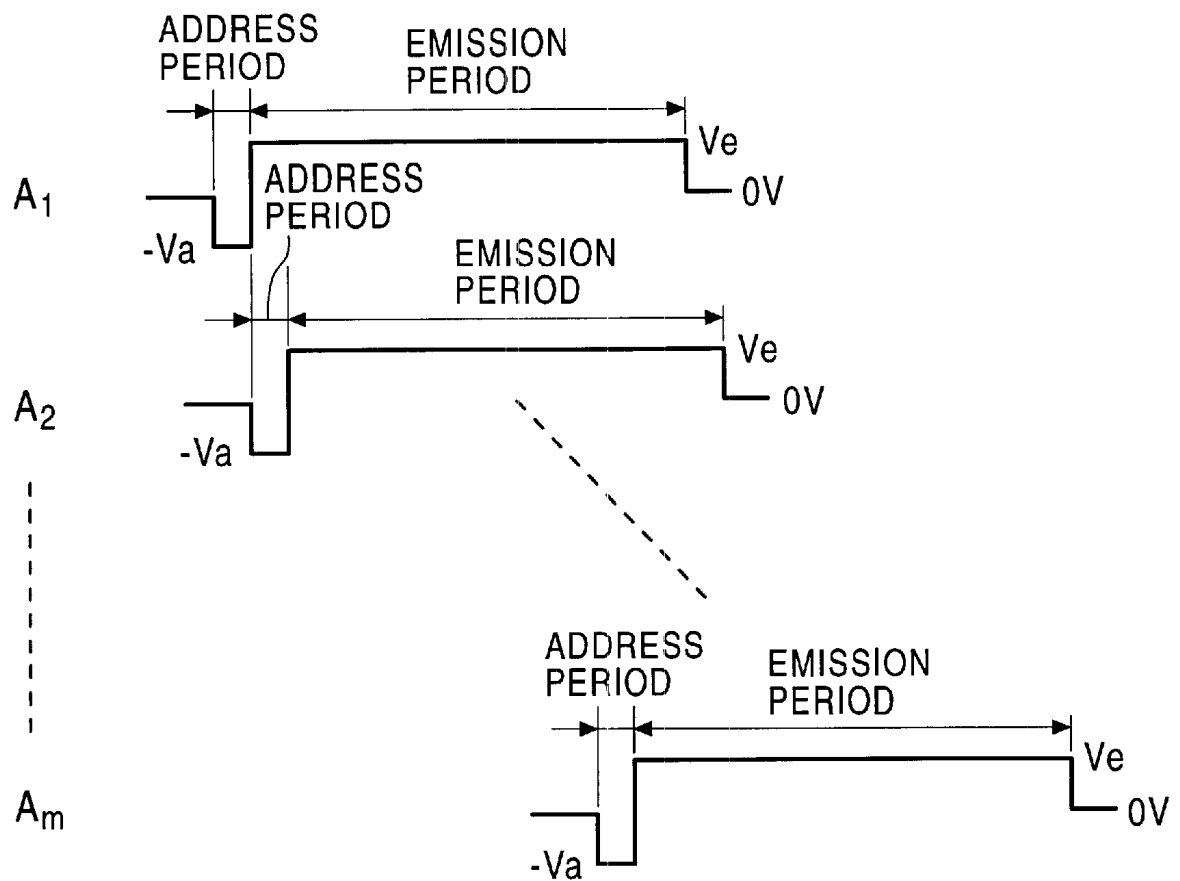 ADDRESS
PERIOD
EMISSION
PERIOD
Ve
A1
0V
ADDRESS
PERIOD
-Va
EMISSION
PERIOD
Ve
A2
0V
-Va
ADDRESS
PERIOD
EMISSION
PERIOD
Ve
Am
0V
-Va